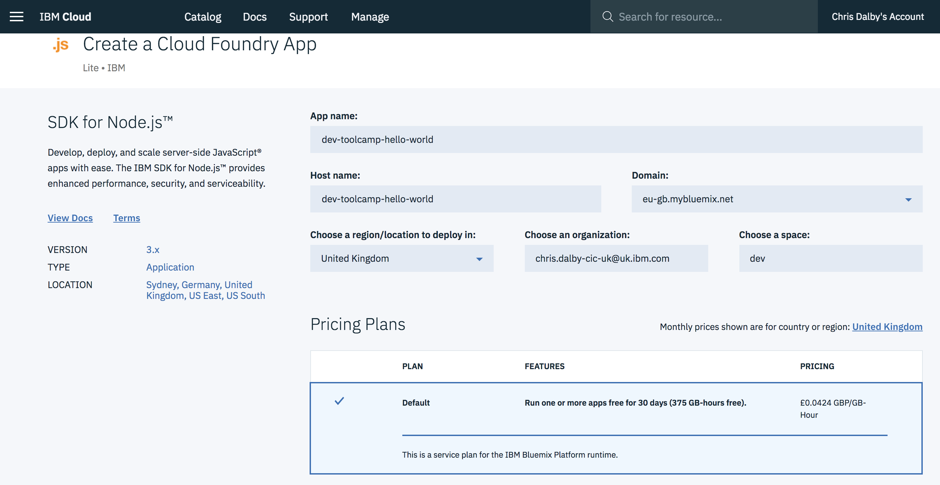 IBM Cloud Catalog Docs Support Manage Search for resource... Chris Dalby's Account
.js Create a Cloud Foundry App
Lite • IBM
SDK for Node.js™
Develop, deploy, and scale server-side JavaScript®
apps with ease. The IBM SDK for Node.js™ provides
enhanced performance, security, and serviceability.
View Docs Terms
VERSION 3.x
TYPE Application
LOCATION Sydney, Germany, United
Kingdom, US East, US South
App name:
dev-toolcamp-hello-world
Host name: Domain:
dev-toolcamp-hello-world eu-gb.mybluemix.net
Choose a region/location to deploy in: Choose an organization: Choose a space:
United Kingdom chris.dalby-cic-uk@uk.ibm.com dev
Pricing Plans Monthly prices shown are for country or region: United Kingdom
PLAN FEATURES PRICING
Default Run one or more apps free for 30 days (375 GB-hours free). £0.0424 GBP/GB-
Hour
This is a service plan for the IBM Bluemix Platform runtime.